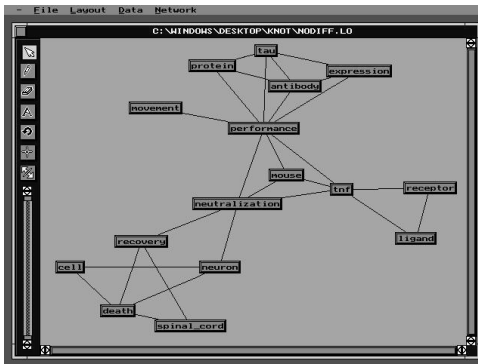 - File Layout Data Network
C:\WINDOWS\DESKTOP\KNOT\NODIFF.LO
tau
protein
expression
antibody
movement
performance
mouse
tnf
receptor
neutralization
ligand
recovery
cell
neuron
death
spinal_cord
A